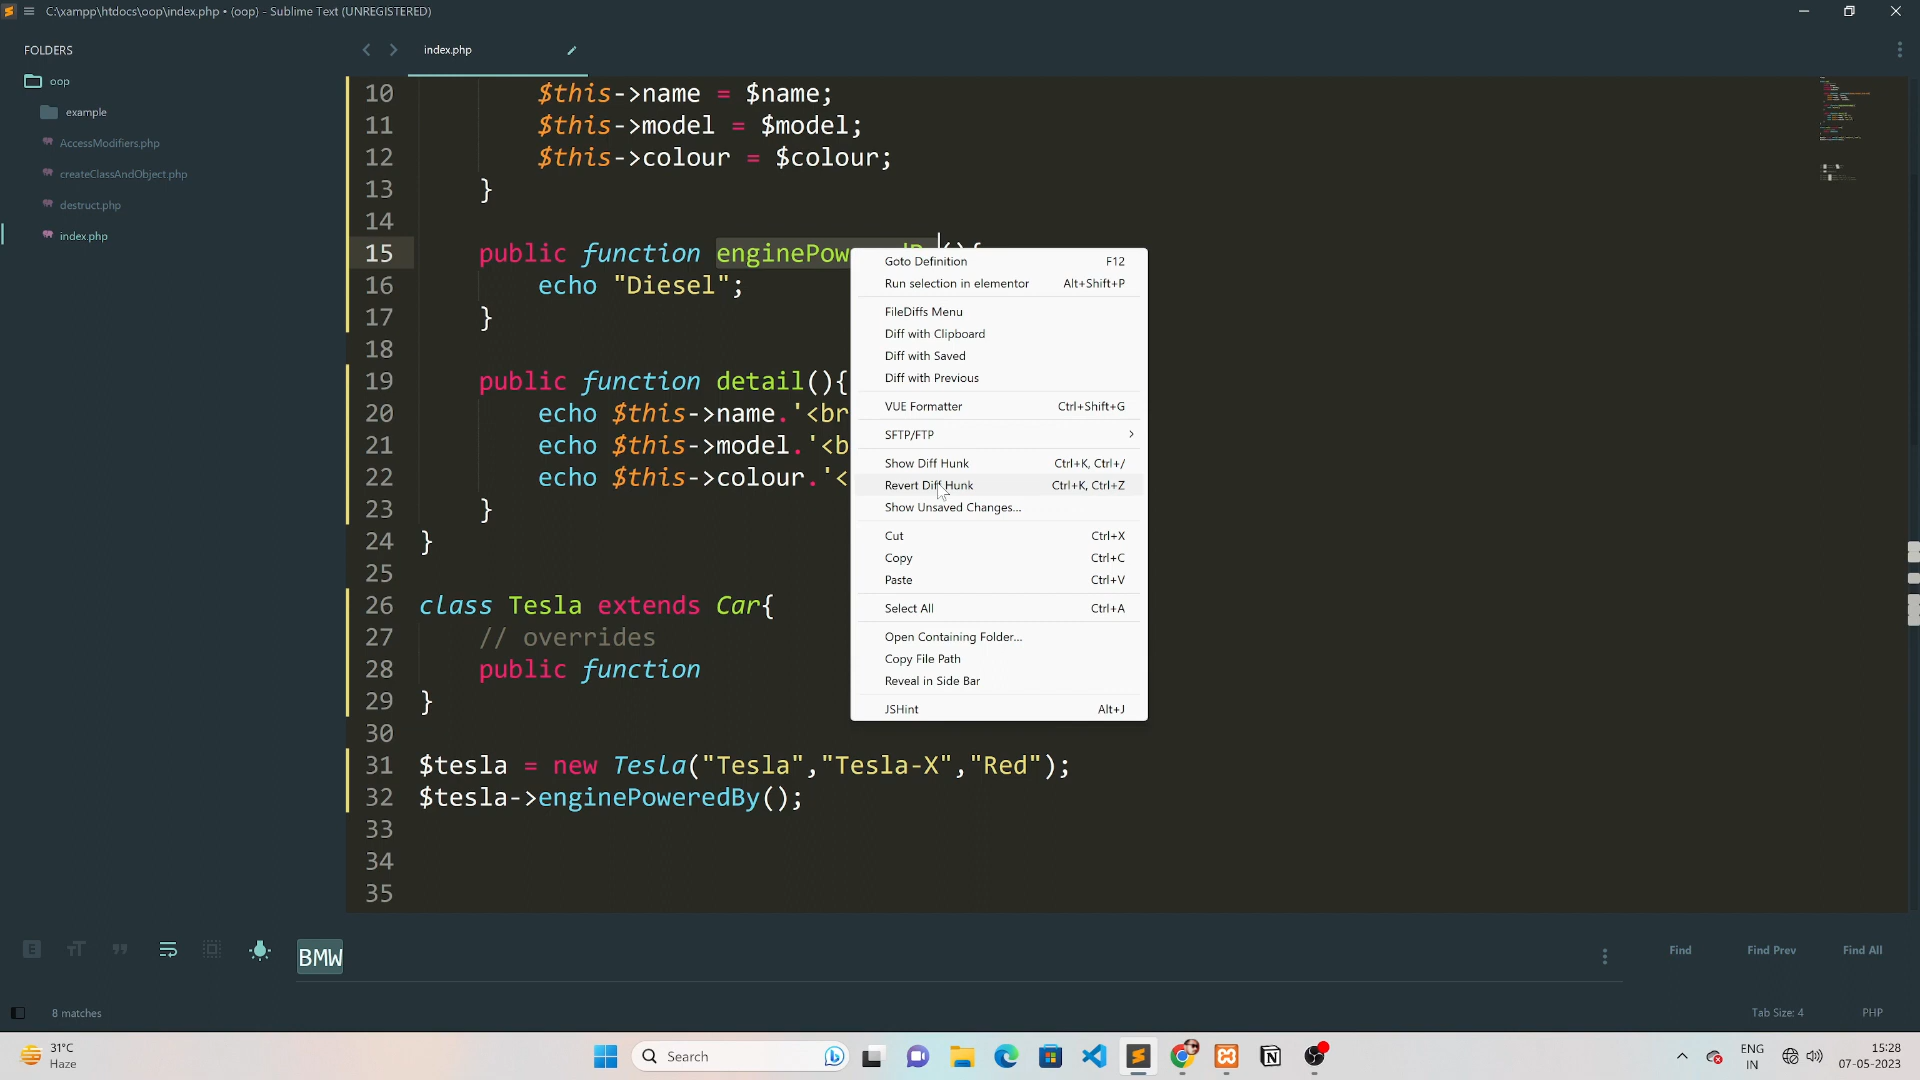 C:\xampp\htdocs\oop\index.php • (oop) - Sublime Text (UNREGISTERED)
FOLDERS
oop
example
AccessModifiers.php
createClassAndObject.php
destruct.php
index.php
index.php
10 $this->name = $name;
11 $this->model = $model;
12 $this->colour = $colour;
13 }
14
15 public function enginePow (){
16 echo "Diesel";
17 }
18
19 public function detail(){
20 echo $this->name.'<br
21 echo $this->model.'<b
22 echo $this->colour.'<
23 }
24 }
25
26 class Tesla extends Car{
27 // overrides
28 public function
29 }
30
31 $tesla = new Tesla("Tesla","Tesla-X","Red");
32 $tesla->enginePoweredBy();
33
34
35
Goto Definition F12
Run selection in elementor Alt+Shift+P
FileDiffs Menu
Diff with Clipboard
Diff with Saved
Diff with Previous
VUE Formatter Ctrl+Shift+G
SFTP/FTP
Show Diff Hunk Ctrl+K, Ctrl+/
Revert Diff Hunk Ctrl+K, Ctrl+Z
Show Unsaved Changes...
Cut Ctrl+X
Copy Ctrl+C
Paste Ctrl+V
Select All Ctrl+A
Open Containing Folder...
Copy File Path
Reveal in Side Bar
JSHint Alt+J
BMW
Find Find Prev Find All
8 matches
Tab Size: 4 PHP
31°C
Haze
Search
ENG
IN
15:28
07-05-2023